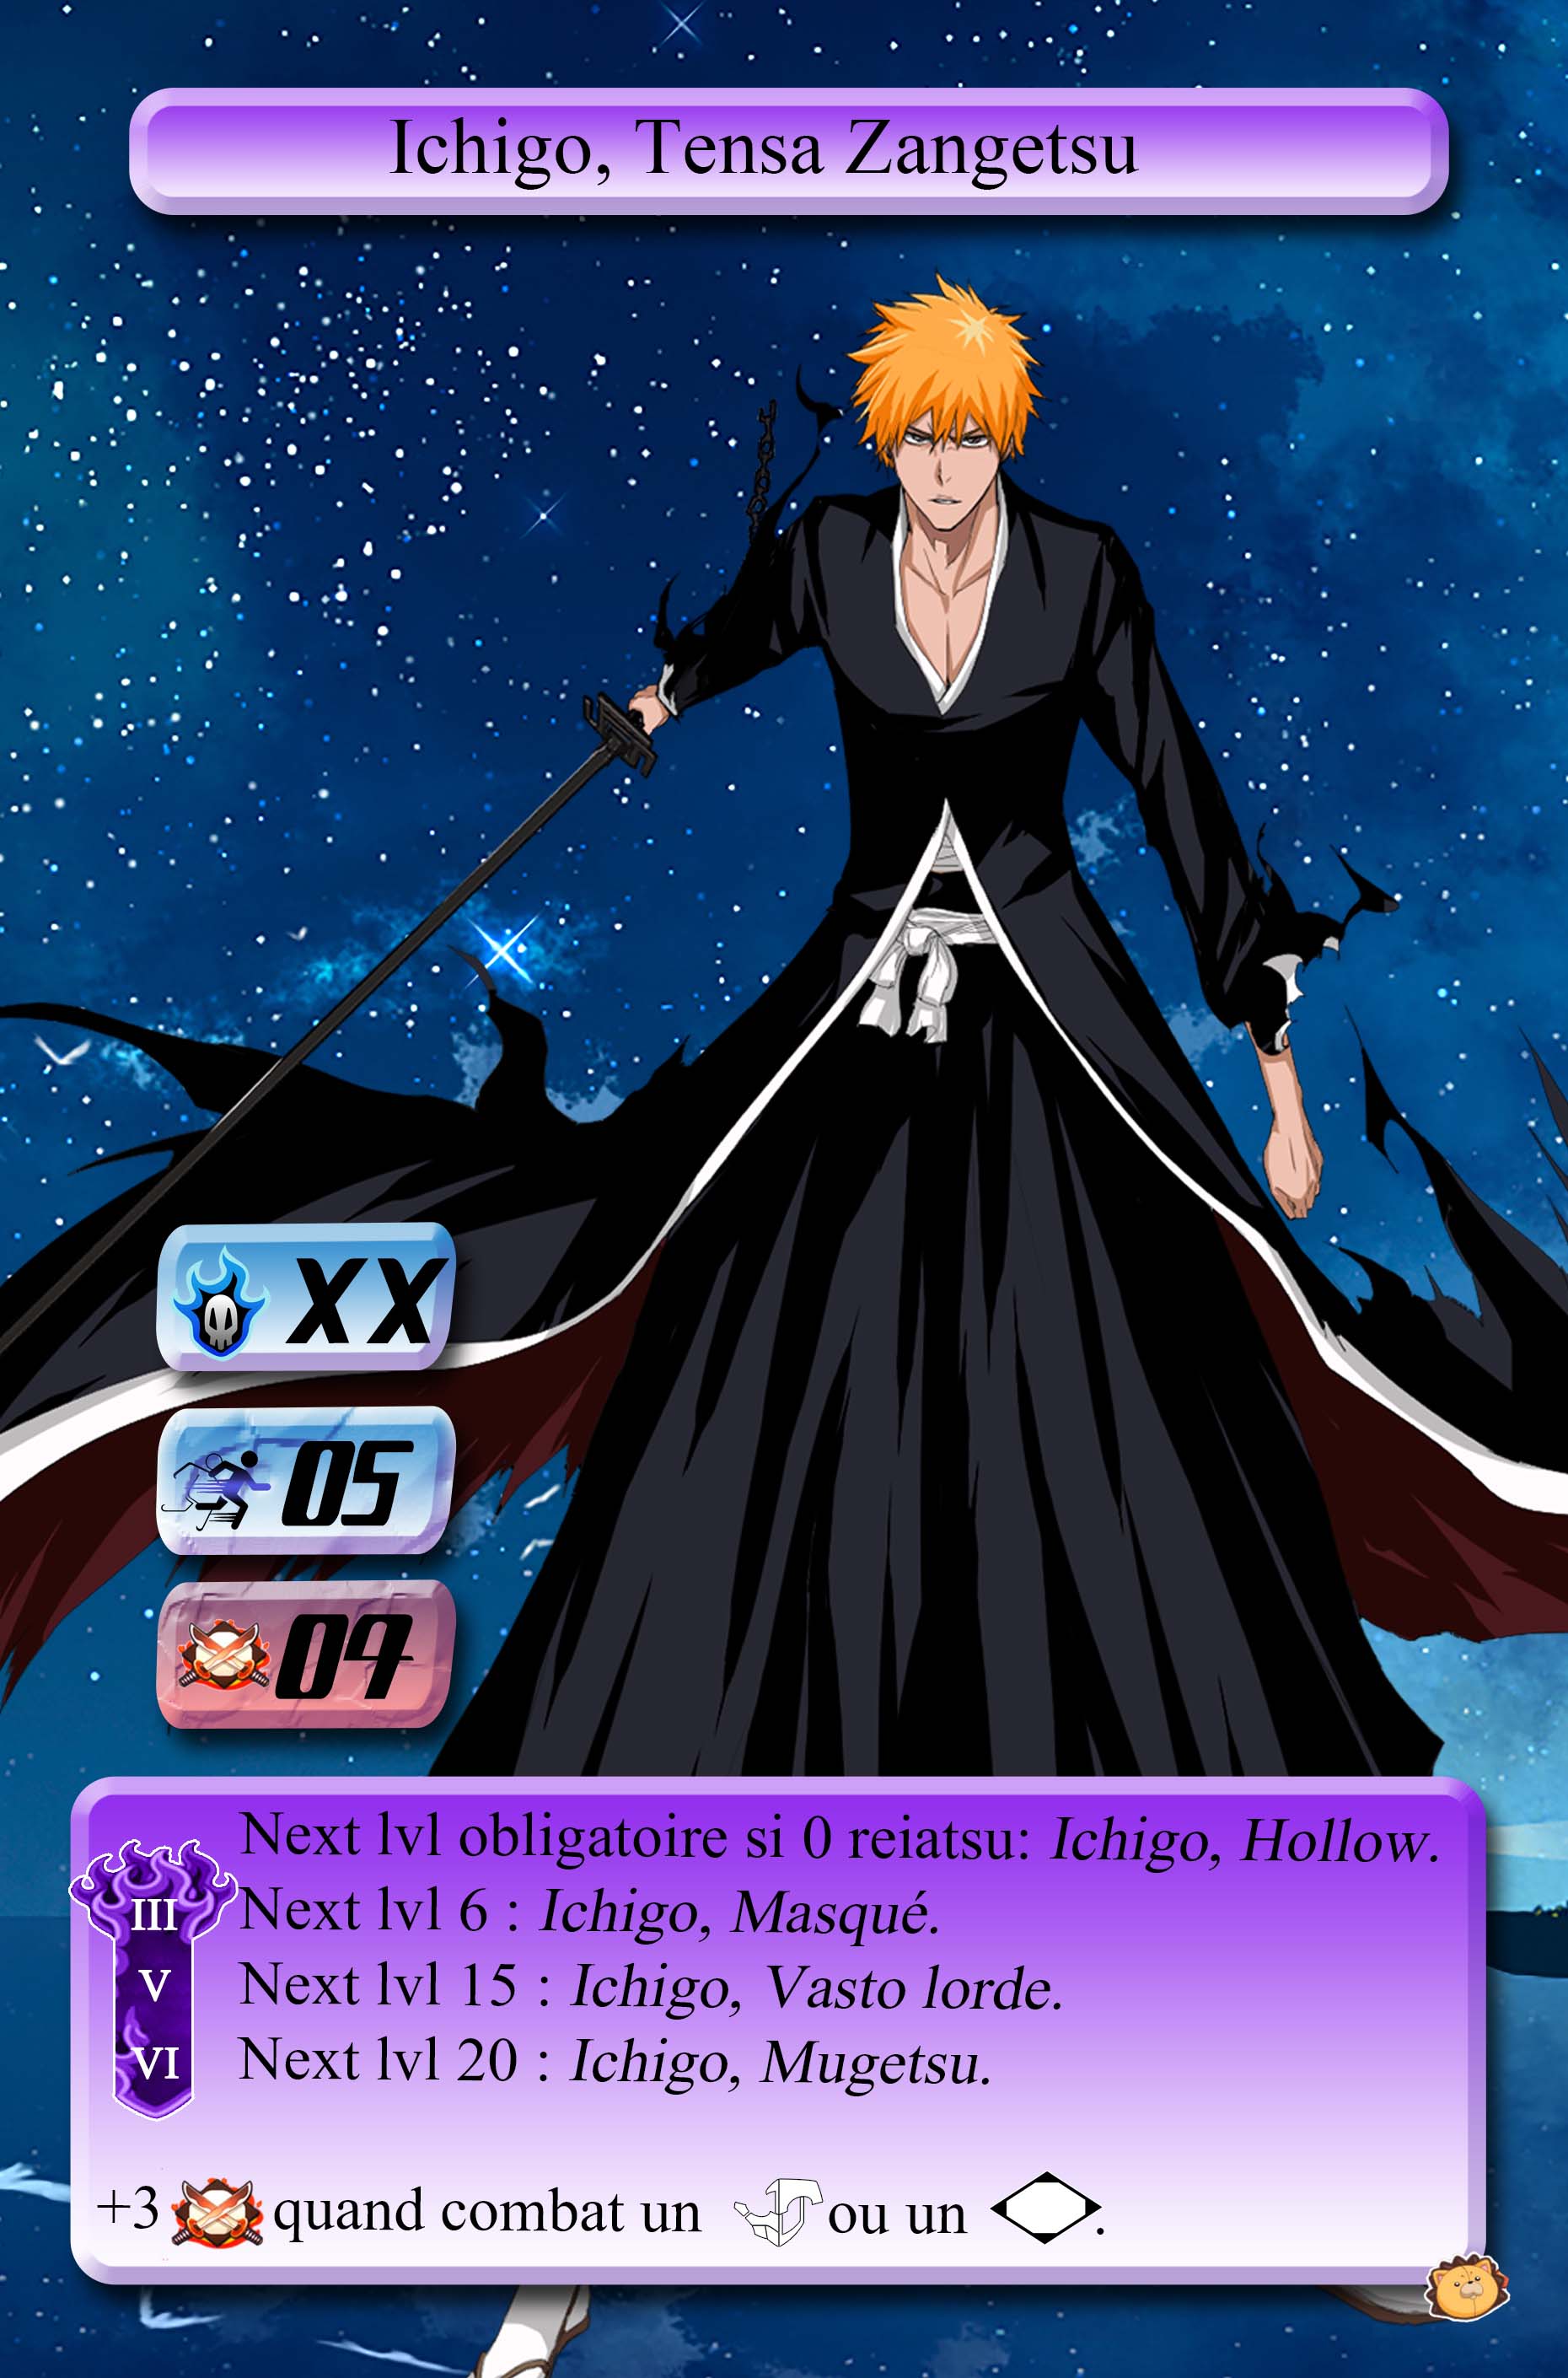 Ichigo, Tensa Zangetsu
XX
05
04
Next lvl obligatoire si 0 reiatsu: Ichigo, Hollow.
III Next lvl 6 : Ichigo, Masqué.
V Next lvl 15 : Ichigo, Vasto lorde.
VI Next lvl 20 : Ichigo, Mugetsu.
+3 quand combat un ou un .